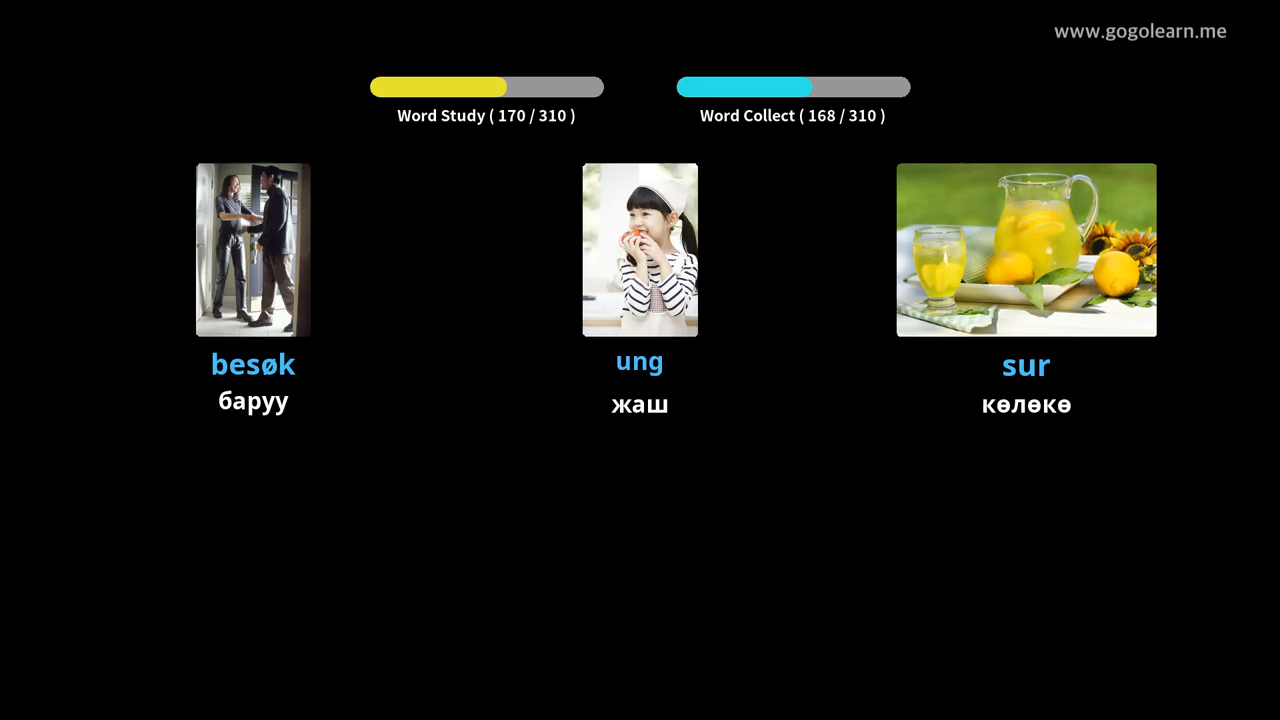 www.gogolearn.me
Word Study ( 170 / 310 )
Word Collect ( 168 / 310 )
besøk
баруу
ung
жаш
sur
көлөкө